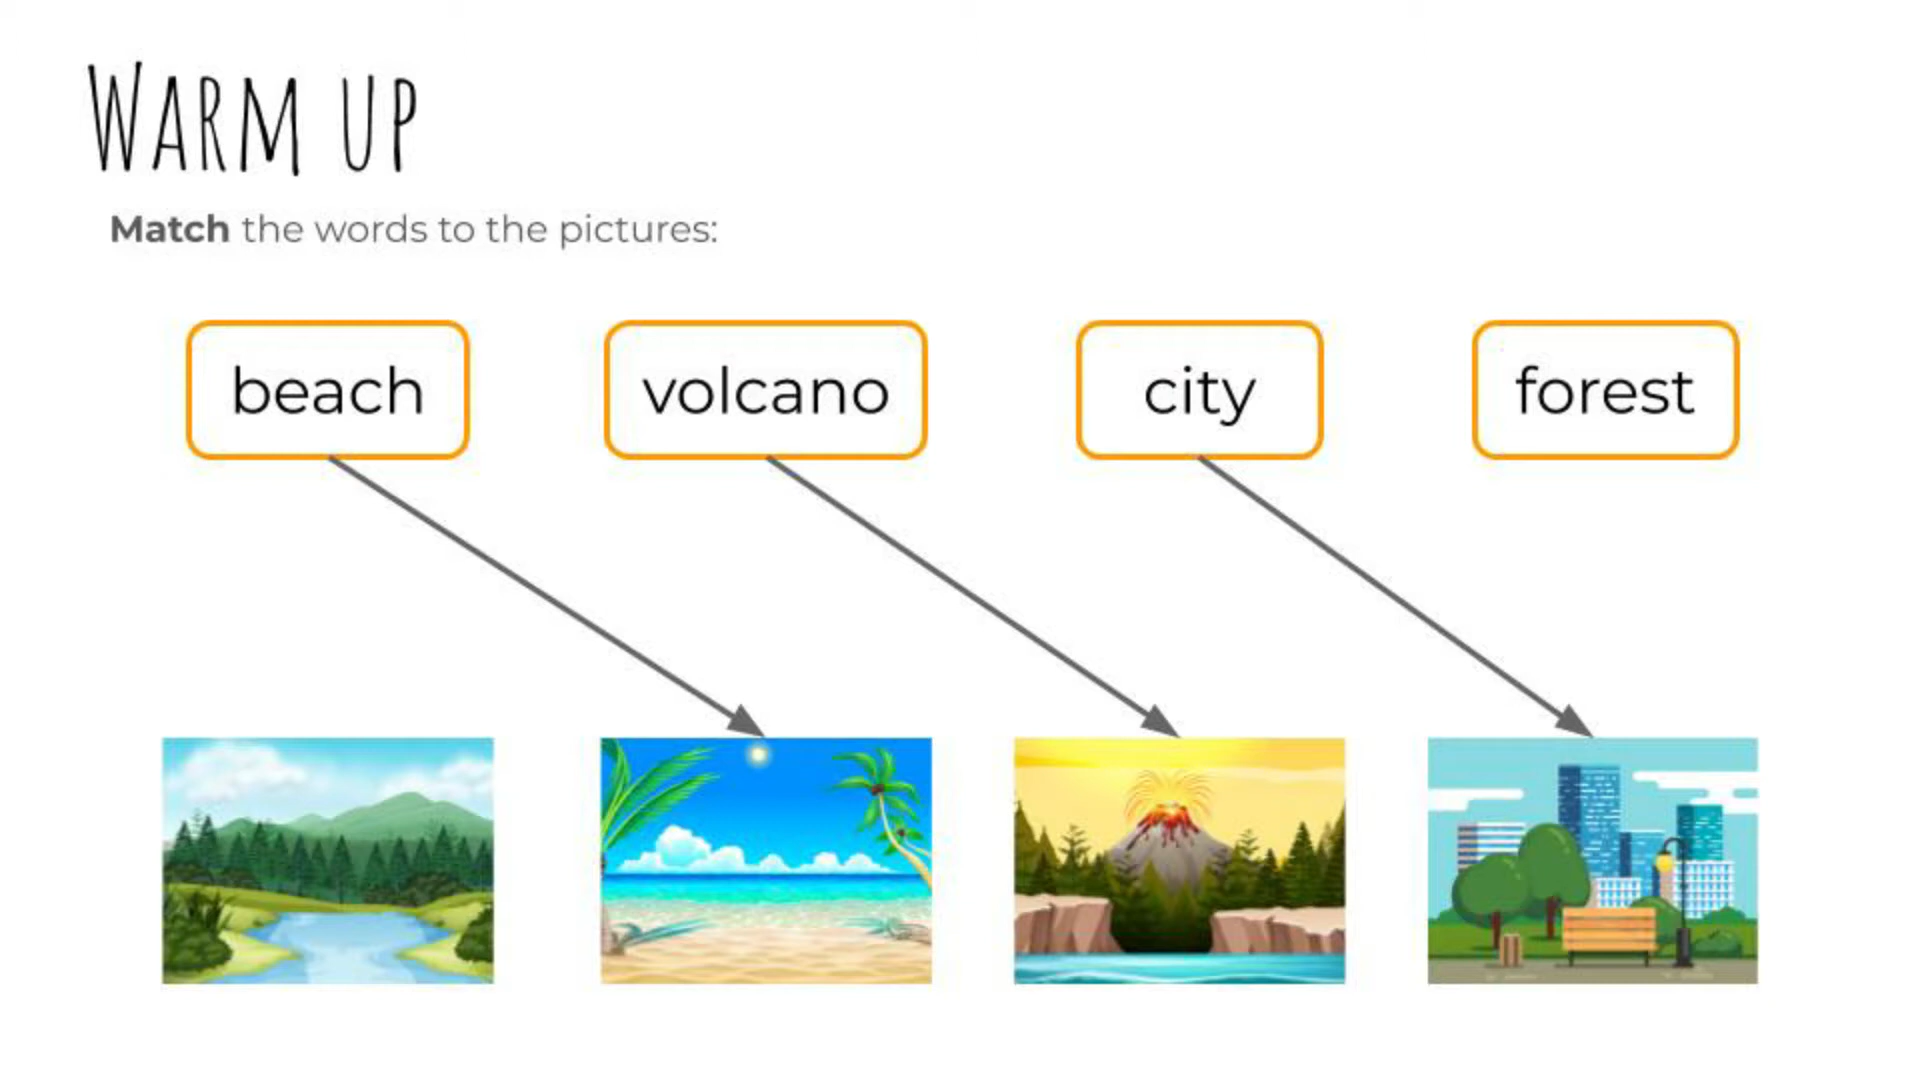 WARM UP
Match the words to the pictures:
beach volcano city forest